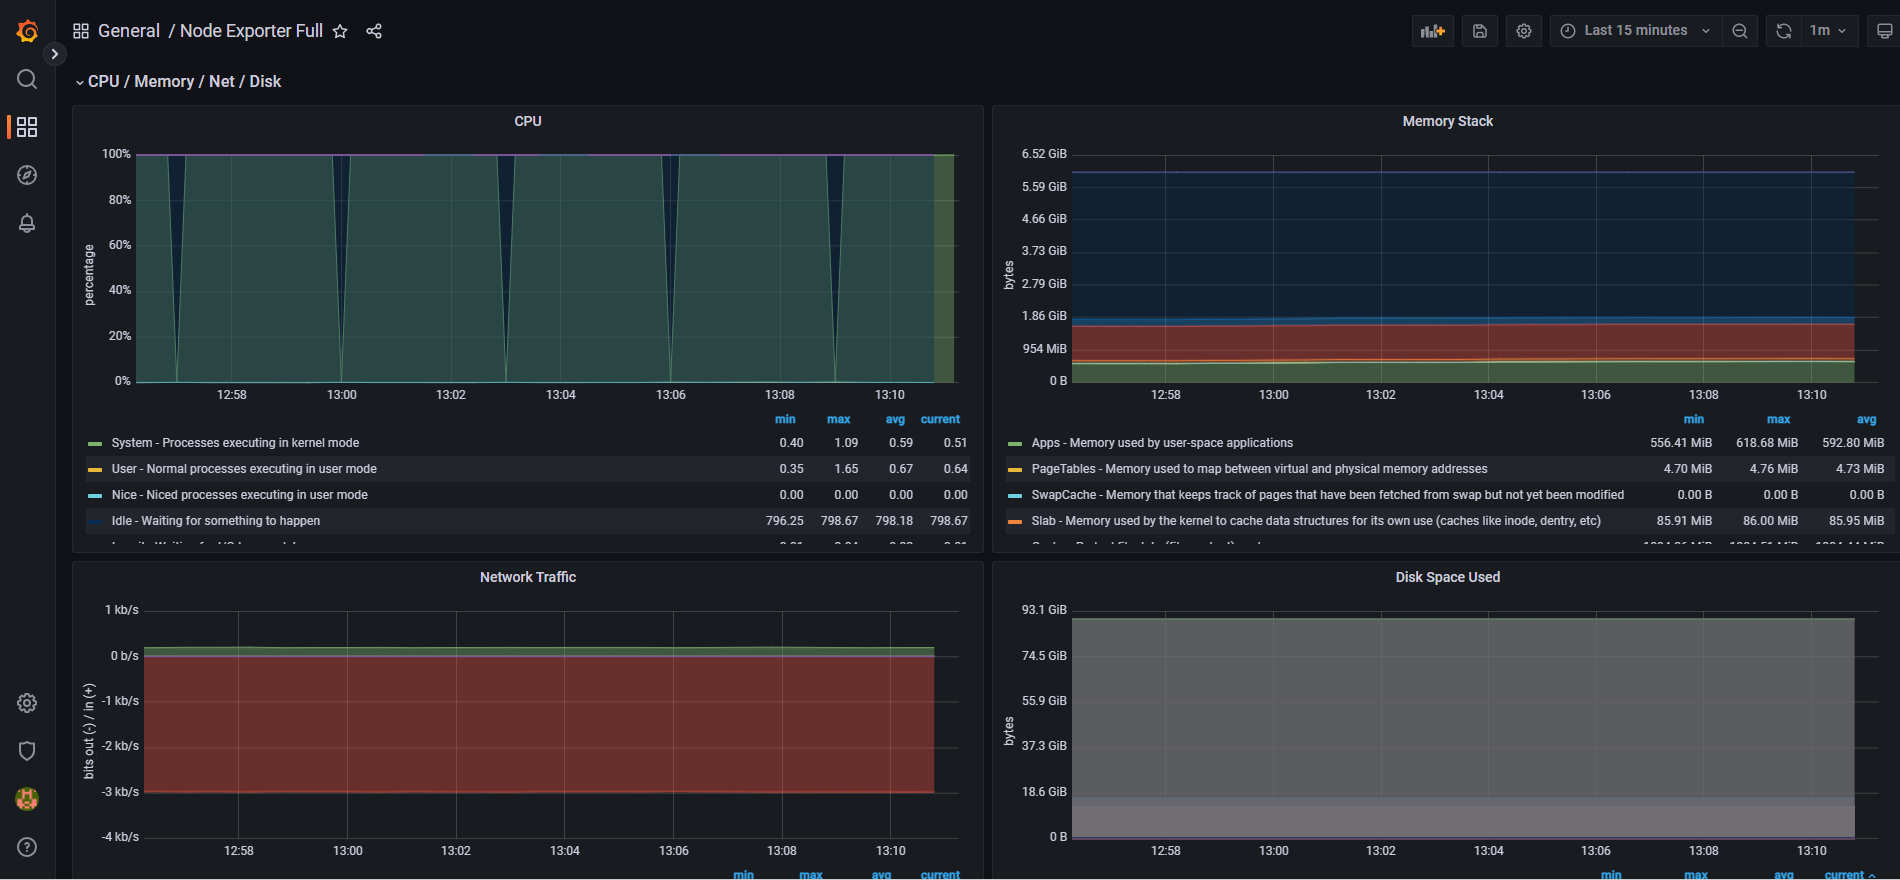 General / Node Exporter Full
Last 15 minutes
1m
CPU / Memory / Net / Disk
CPU
percentage
100%
80%
60%
40%
20%
0%
12:58 13:00 13:02 13:04 13:06 13:08 13:10
min max avg current
System - Processes executing in kernel mode 0.40 1.09 0.59 0.51
User - Normal processes executing in user mode 0.35 1.65 0.67 0.64
Nice - Niced processes executing in user mode 0.00 0.00 0.00 0.00
Idle - Waiting for something to happen 796.25 798.67 798.18 798.67
Memory Stack
bytes
6.52 GiB
5.59 GiB
4.66 GiB
3.73 GiB
2.79 GiB
1.86 GiB
954 MiB
0 B
12:58 13:00 13:02 13:04 13:06 13:08 13:10
min max avg
Apps - Memory used by user-space applications 556.41 MiB 618.68 MiB 592.80 MiB
PageTables - Memory used to map between virtual and physical memory addresses 4.70 MiB 4.76 MiB 4.73 MiB
SwapCache - Memory that keeps track of pages that have been fetched from swap but not yet been modified 0.00 B 0.00 B 0.00 B
Slab - Memory used by the kernel to cache data structures for its own use (caches like inode, dentry, etc) 85.91 MiB 86.00 MiB 85.95 MiB
Network Traffic
bits out (-) / in (+)
1 kb/s
0 b/s
-1 kb/s
-2 kb/s
-3 kb/s
-4 kb/s
12:58 13:00 13:02 13:04 13:06 13:08 13:10
min max avg current
Disk Space Used
bytes
93.1 GiB
74.5 GiB
55.9 GiB
37.3 GiB
18.6 GiB
0 B
12:58 13:00 13:02 13:04 13:06 13:08 13:10
min max avg current